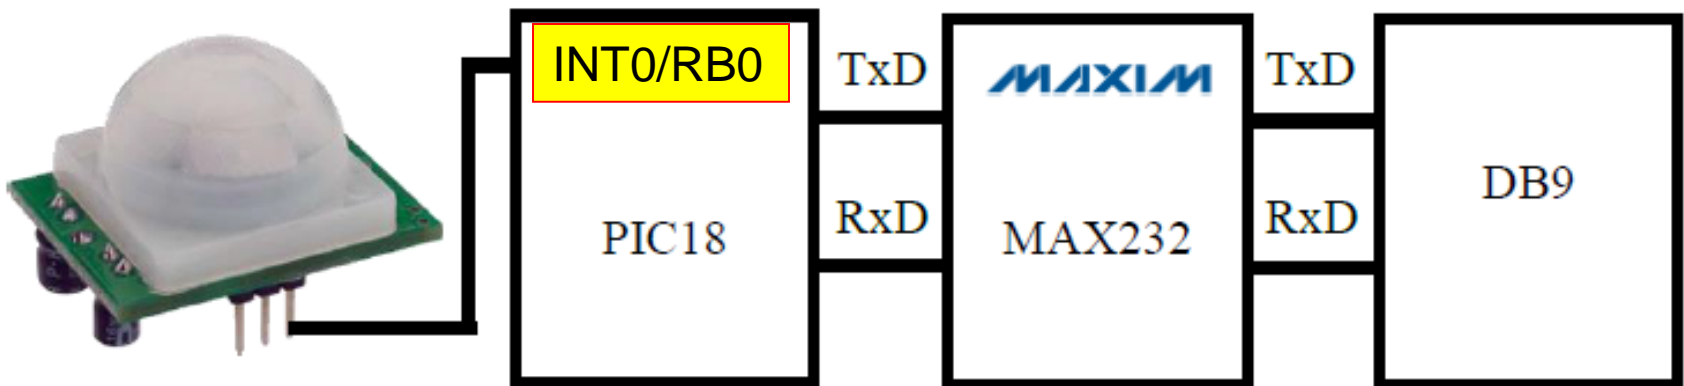 INT0/RB0
PIC18
TxD
RxD
MAXIM
MAX232
TxD
RxD
DB9